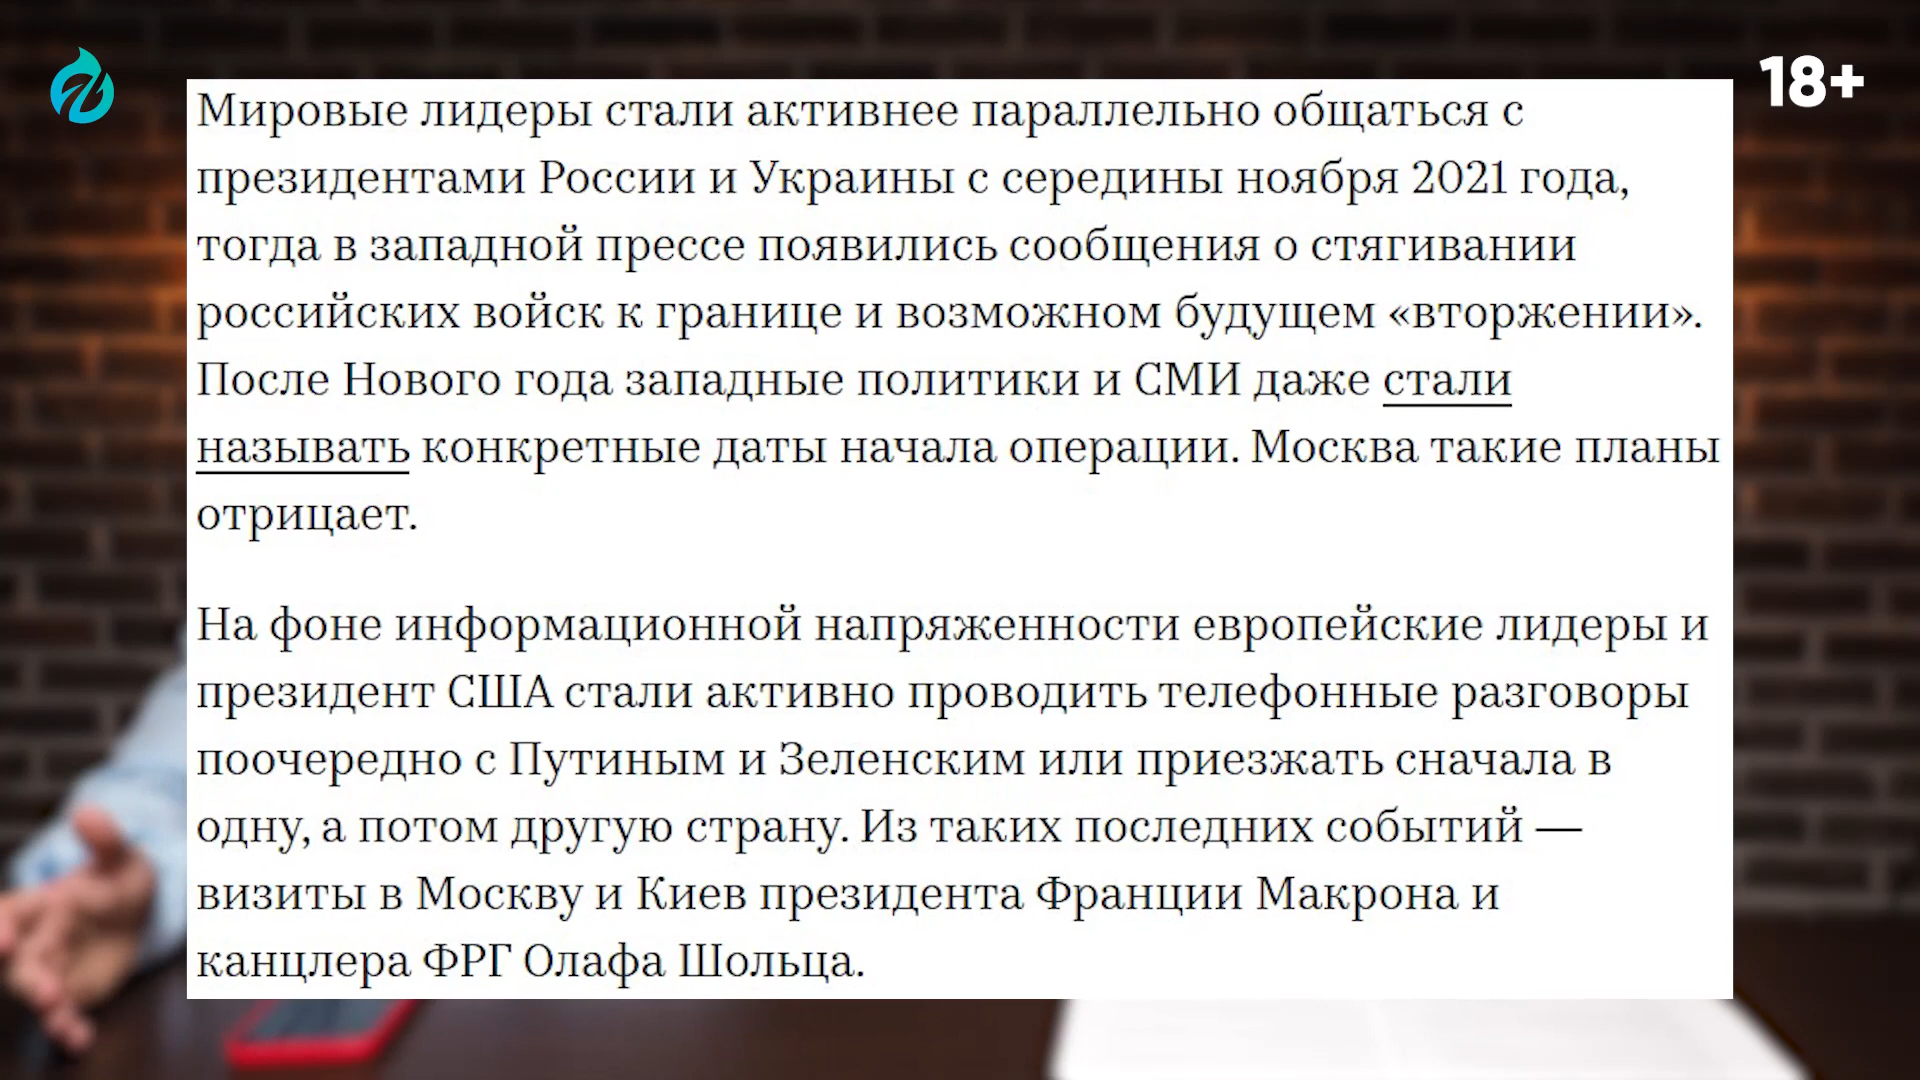 18+
Мировые лидеры стали активнее параллельно общаться с
президентами России и Украины с середины ноября 2021 года,
тогда в западной прессе появились сообщения о стягивании
российских войск к границе и возможном будущем «вторжении».
После Нового года западные политики и СМИ даже стали
называть конкретные даты начала операции. Москва такие планы
отрицает.
На фоне информационной напряженности европейские лидеры и
президент США стали активно проводить телефонные разговоры
поочередно с Путиным и Зеленским или приезжать сначала в
одну, а потом другую страну. Из таких последних событий —
визиты в Москву и Киев президента Франции Макрона и
канцлера ФРГ Олафа Шольца.